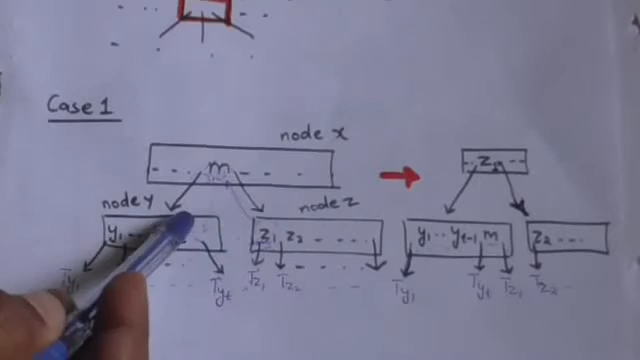 Case 1
node x
m
z1
node y
node z
y1
z1 z2
y1 .. yt-1 m
z2 ...
Ty1
Tyt
Tz1
Tz2
Ty1
Tyt
Tz1
Tz2